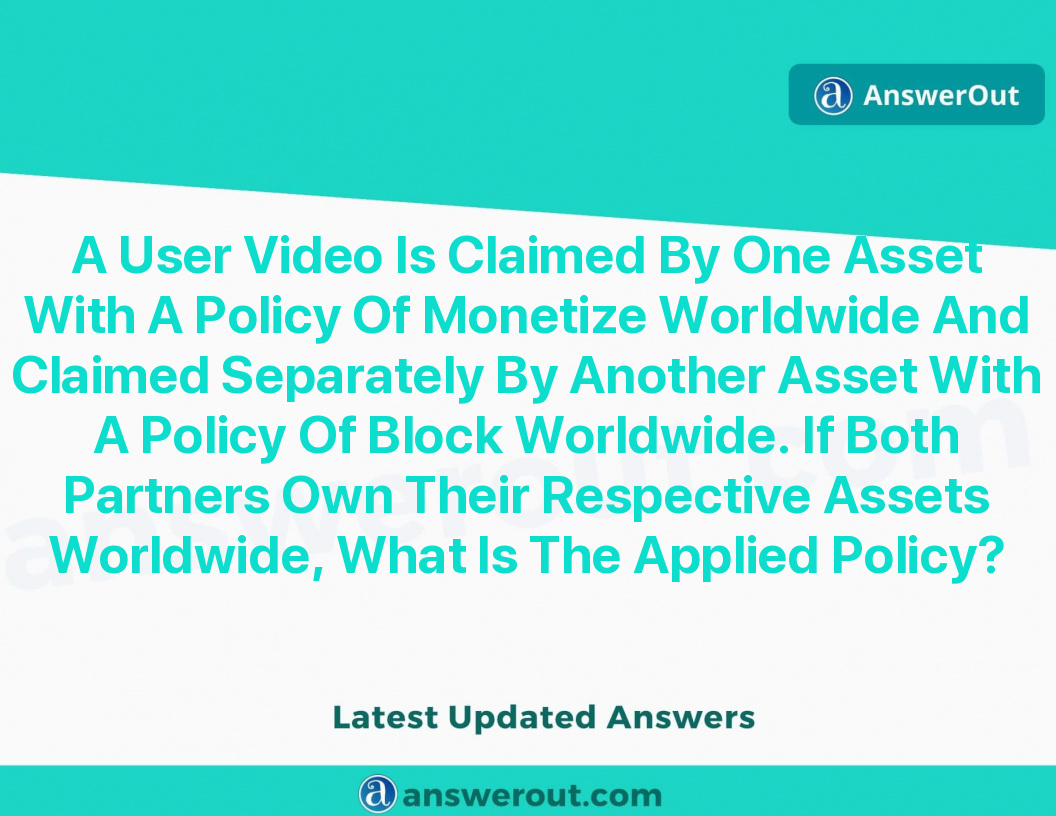 a AnswerOut
A User Video Is Claimed By One Asset
With A Policy Of Monetize Worldwide And
Claimed Separately By Another Asset With
A Policy Of Block Worldwide. If Both
Partners Own Their Respective Assets
Worldwide, What Is The Applied Policy?
answerout.com
Latest Updated Answers
a answerout.com